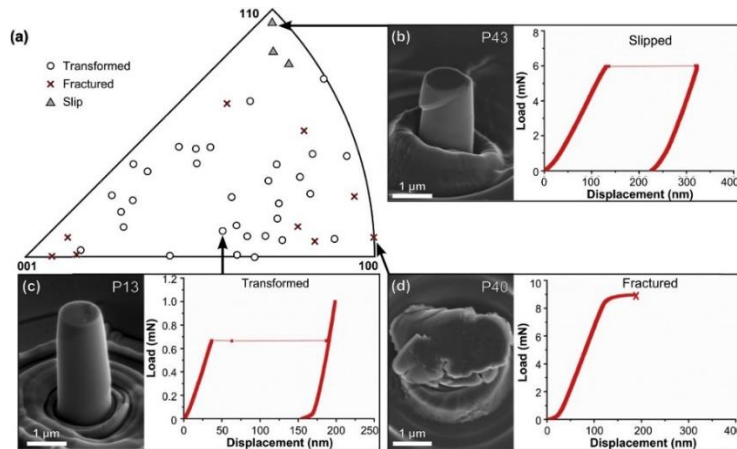 (a)
110
Transformed
Fractured
Slip
001
100
(b)
P43
1 µm
Slipped
Load (mN)
8
6
4
2
0
0 100 200 300 400
Displacement (nm)
(c)
P13
1 µm
Transformed
Load (mN)
1.2
1.0
0.8
0.6
0.4
0.2
0.0
0 50 100 150 200 250
Displacement (nm)
(d)
P40
1 µm
Fractured
Load (mN)
10
8
6
4
2
0
0 100 200 300 400
Displacement (nm)